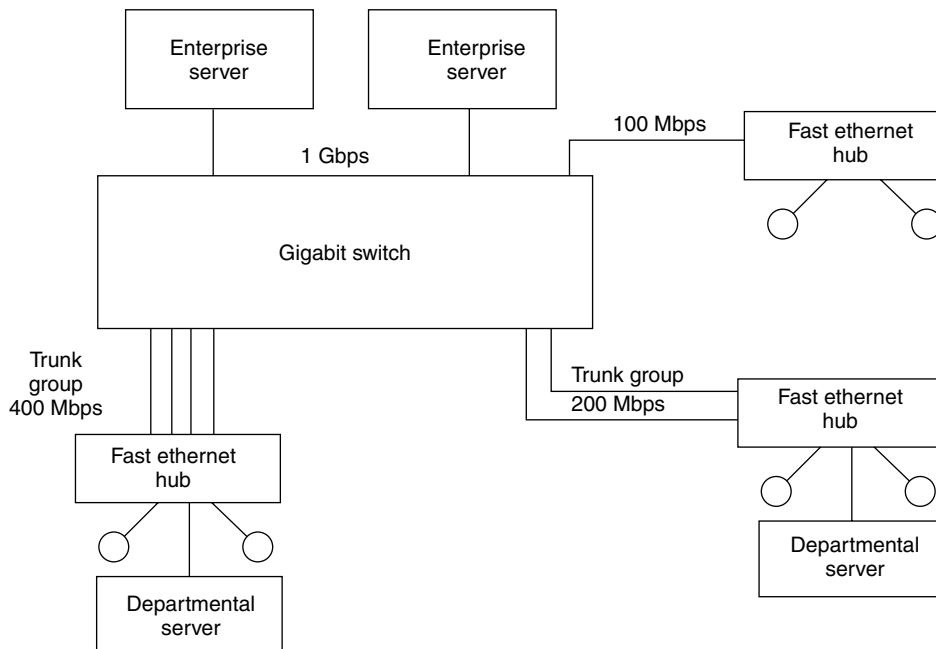 Enterprise
server
Enterprise
server
100 Mbps
Fast ethernet
hub
1 Gbps
Gigabit switch
Trunk
group
400 Mbps
Trunk group
200 Mbps
Fast ethernet
hub
Fast ethernet
hub
Departmental
server
Departmental
server